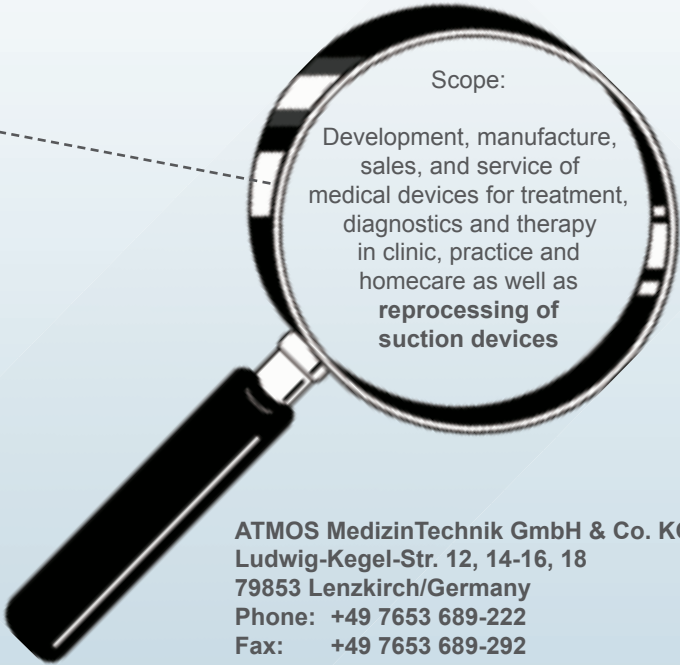 Scope:
Development, manufacture,
sales, and service of
medical devices for treatment,
diagnostics and therapy
in clinic, practice and
homecare as well as
reprocessing of
suction devices
ATMOS MedizinTechnik GmbH & Co. KG
Ludwig-Kegel-Str. 12, 14-16, 18
79853 Lenzkirch/Germany
Phone: +49 7653 689-222
Fax: +49 7653 689-292